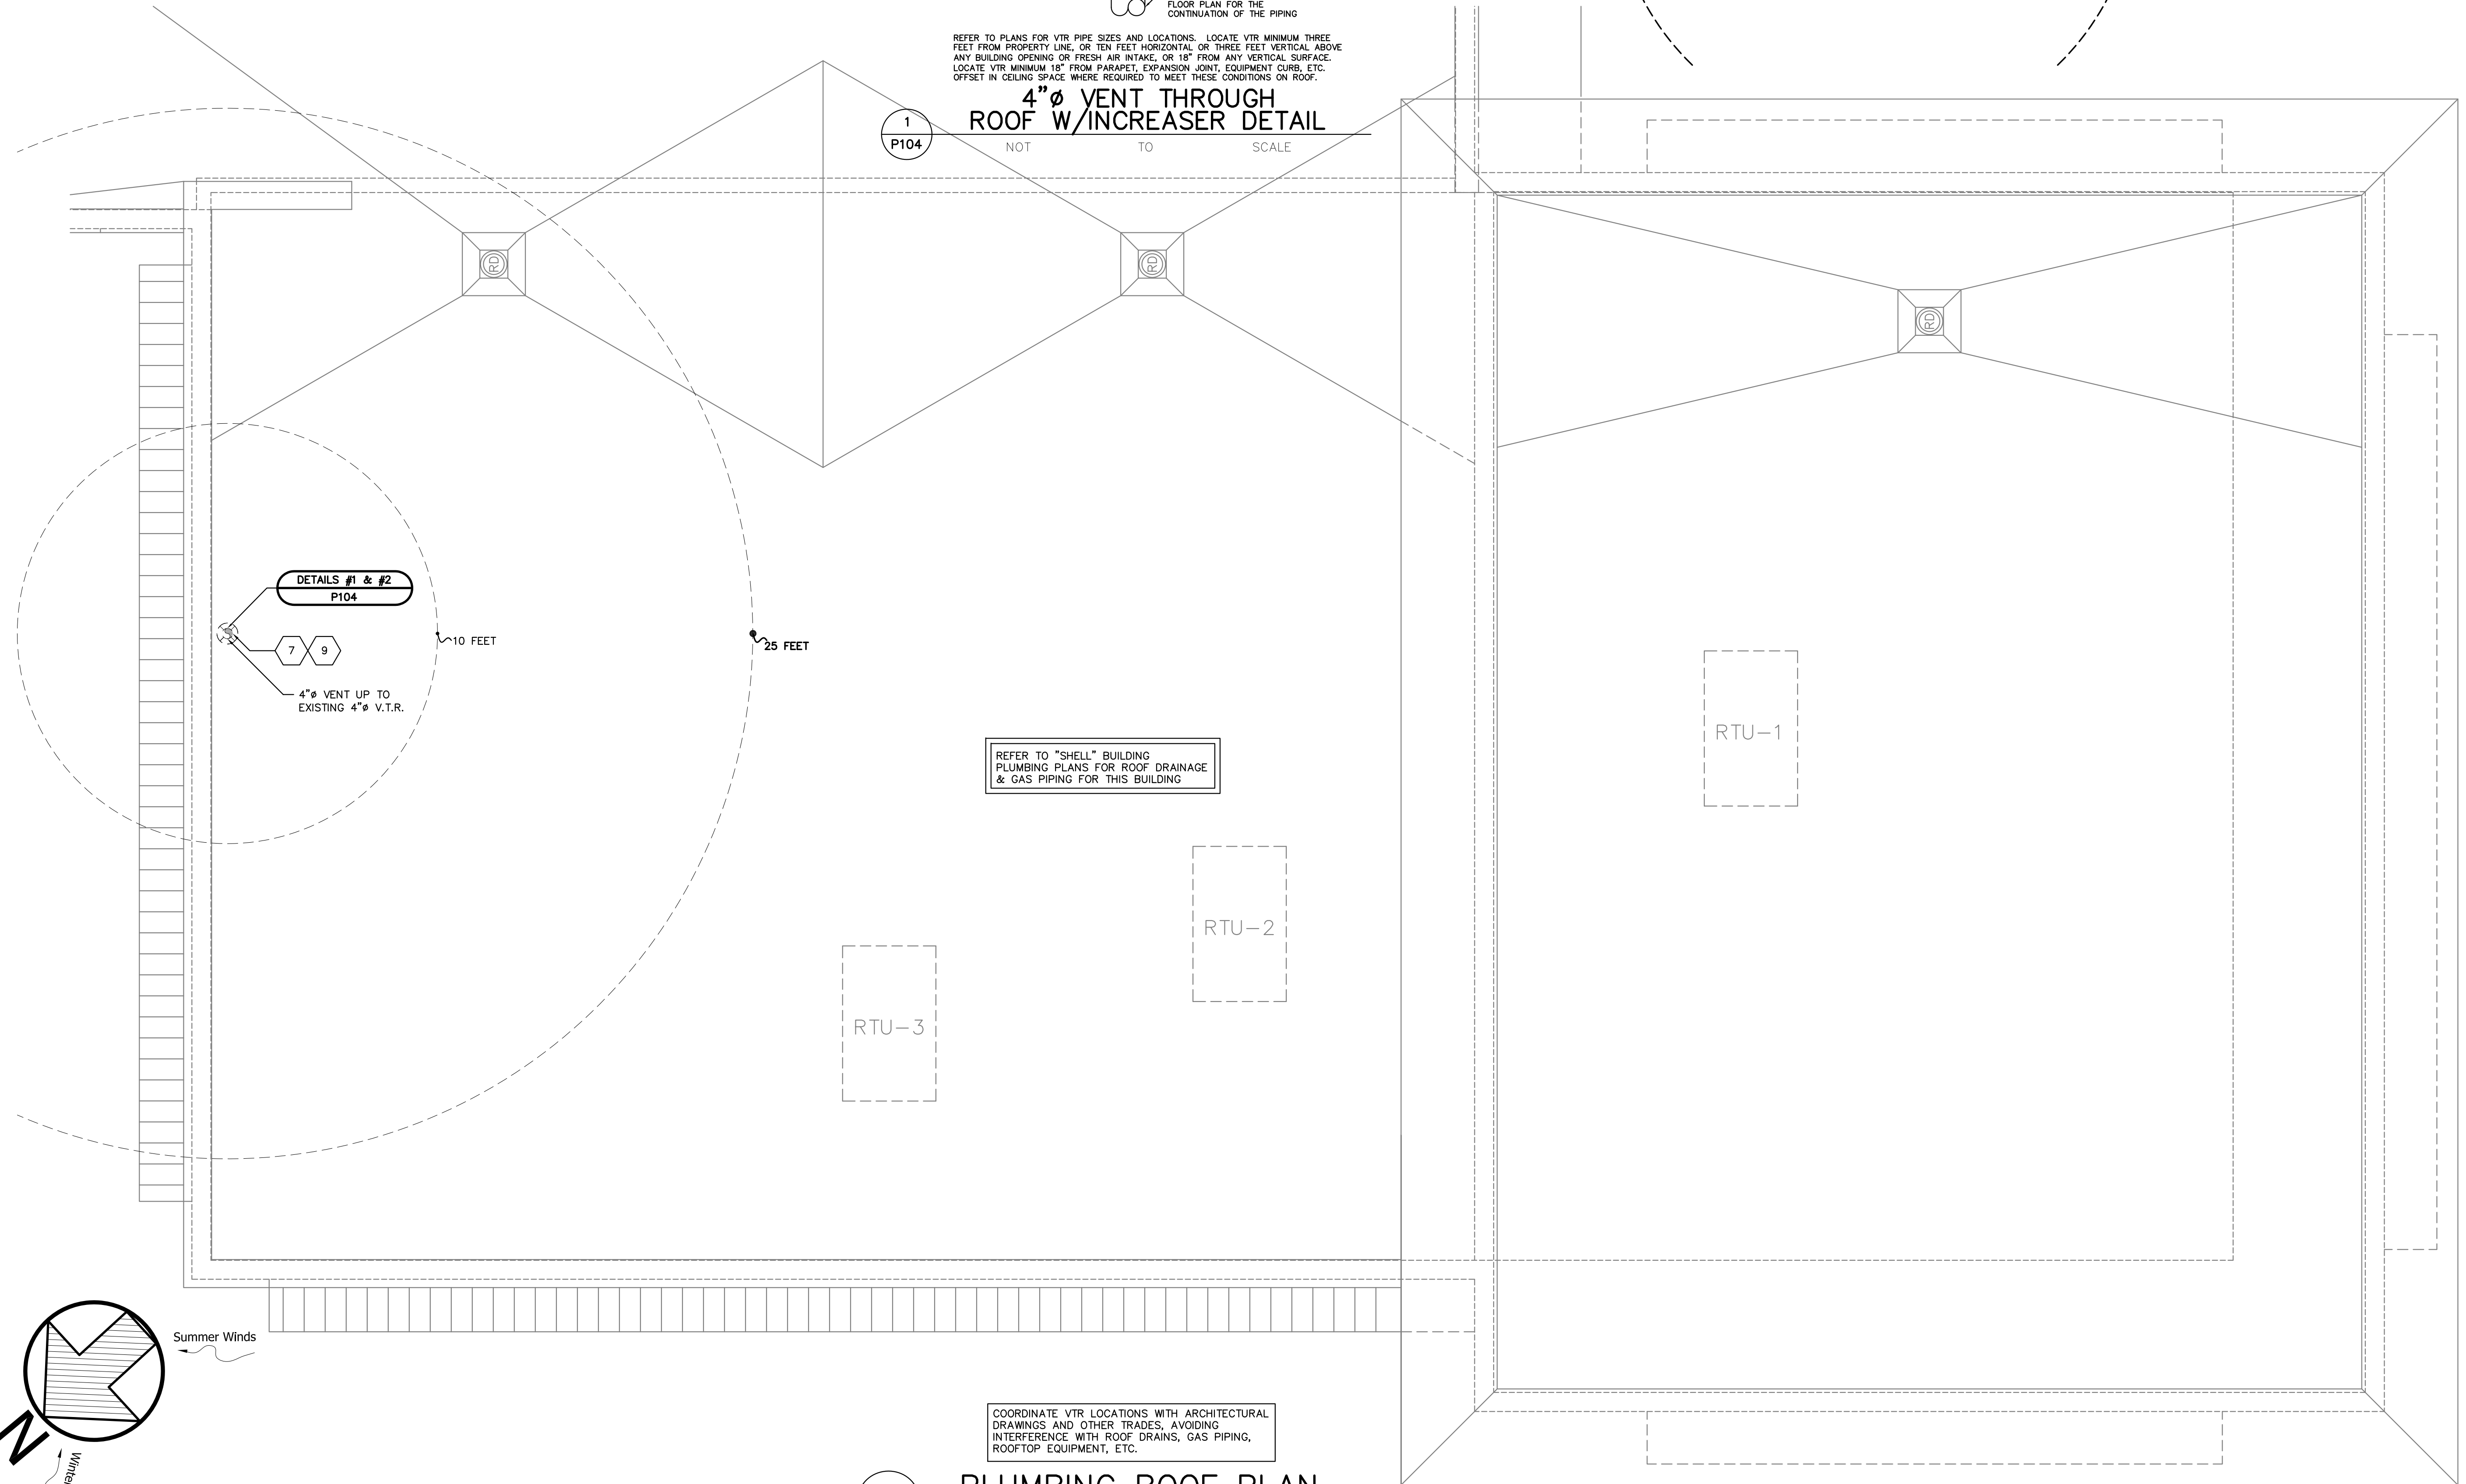 FLOOR PLAN FOR THE
CONTINUATION OF THE PIPING
REFER TO PLANS FOR VTR PIPE SIZES AND LOCATIONS. LOCATE VTR MINIMUM THREE
FEET FROM PROPERTY LINE, OR TEN FEET HORIZONTAL OR THREE FEET VERTICAL ABOVE
ANY BUILDING OPENING OR FRESH AIR INTAKE, OR 18" FROM ANY VERTICAL SURFACE.
LOCATE VTR MINIMUM 18" FROM PARAPET, EXPANSION JOINT, EQUIPMENT CURB, ETC.
OFFSET IN CEILING SPACE WHERE REQUIRED TO MEET THESE CONDITIONS ON ROOF.
4"ø VENT THROUGH
ROOF W/INCREASER DETAIL
1
P104
NOT TO SCALE
RD
RD
RD
DETAILS #1 & #2
P104
7 9
10 FEET
25 FEET
4"ø VENT UP TO
EXISTING 4"ø V.T.R.
REFER TO "SHELL" BUILDING
PLUMBING PLANS FOR ROOF DRAINAGE
& GAS PIPING FOR THIS BUILDING
RTU-1
RTU-2
RTU-3
Summer Winds
N
Winter
COORDINATE VTR LOCATIONS WITH ARCHITECTURAL
DRAWINGS AND OTHER TRADES, AVOIDING
INTERFERENCE WITH ROOF DRAINS, GAS PIPING,
ROOFTOP EQUIPMENT, ETC.
PLUMBING ROOF PLAN